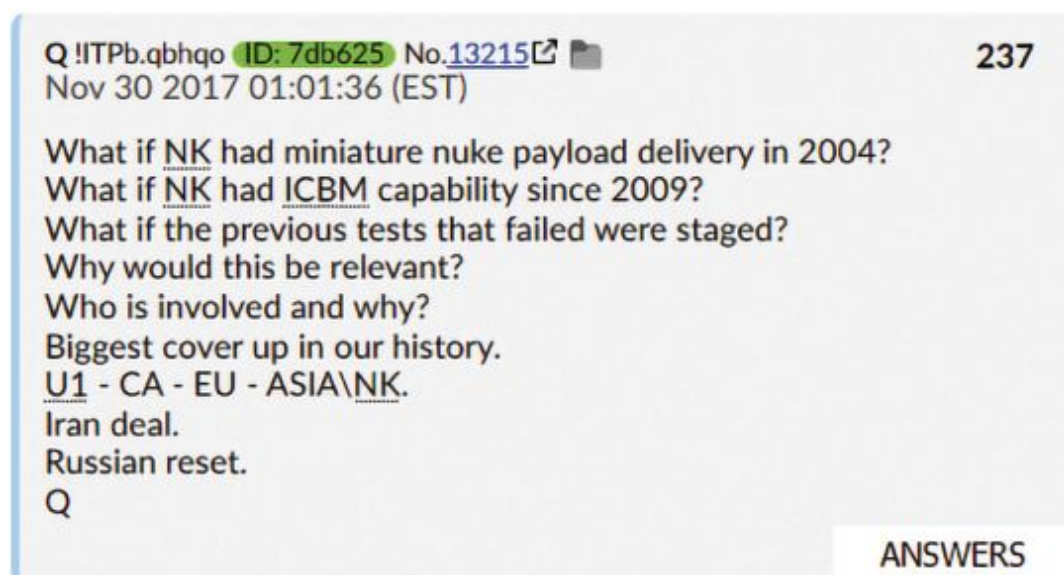 Q !ITPb.qbhqo ID: 7db625 No.13215 237
Nov 30 2017 01:01:36 (EST)
What if NK had miniature nuke payload delivery in 2004?
What if NK had ICBM capability since 2009?
What if the previous tests that failed were staged?
Why would this be relevant?
Who is involved and why?
Biggest cover up in our history.
U1 - CA - EU - ASIA\NK.
Iran deal.
Russian reset.
Q
ANSWERS